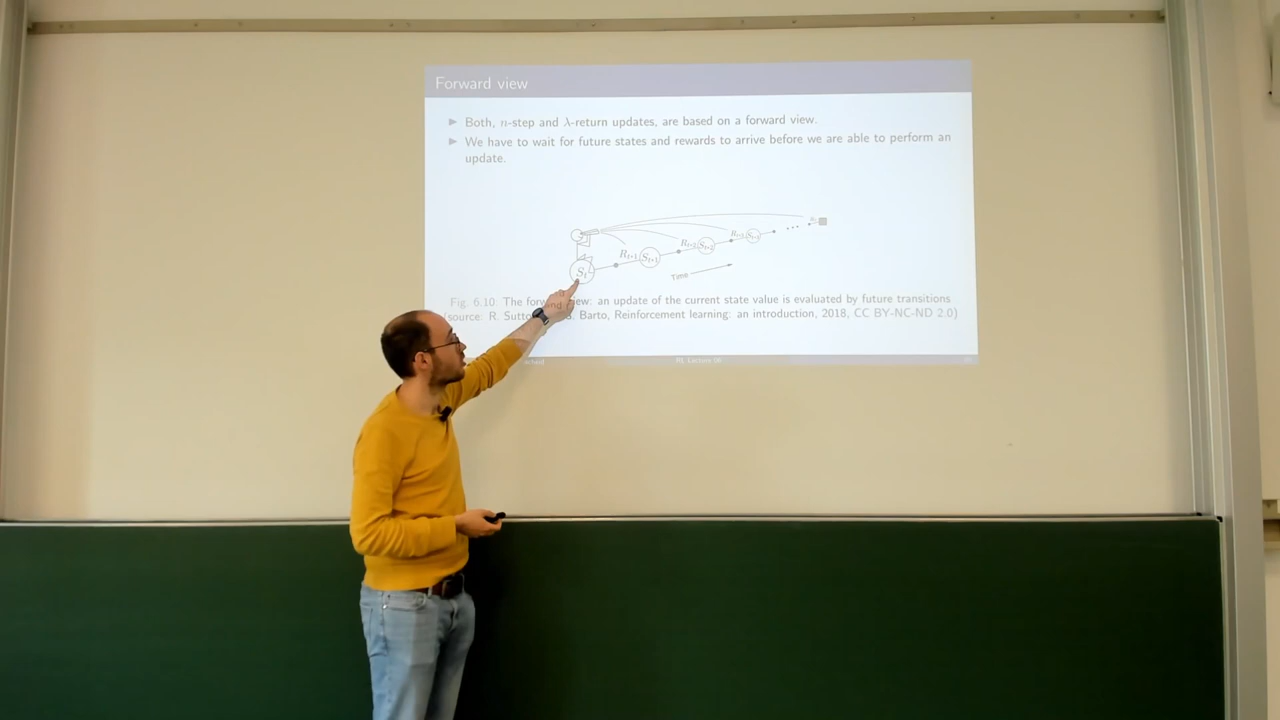 Forward view
Both, n-step and λ-return updates, are based on a forward view.
We have to wait for future states and rewards to arrive before we are able to perform an
update.
R_{t+1} S_{t+1} R_{t+2} S_{t+2} R_{t+3} S_{t+3}
S_t
Time
Fig. 6.10: The forw view: an update of the current state value is evaluated by future transitions
(source: R. Sutto Barto, Reinforcement learning: an introduction, 2018, CC BY-NC-ND 2.0)
RL Lecture 06